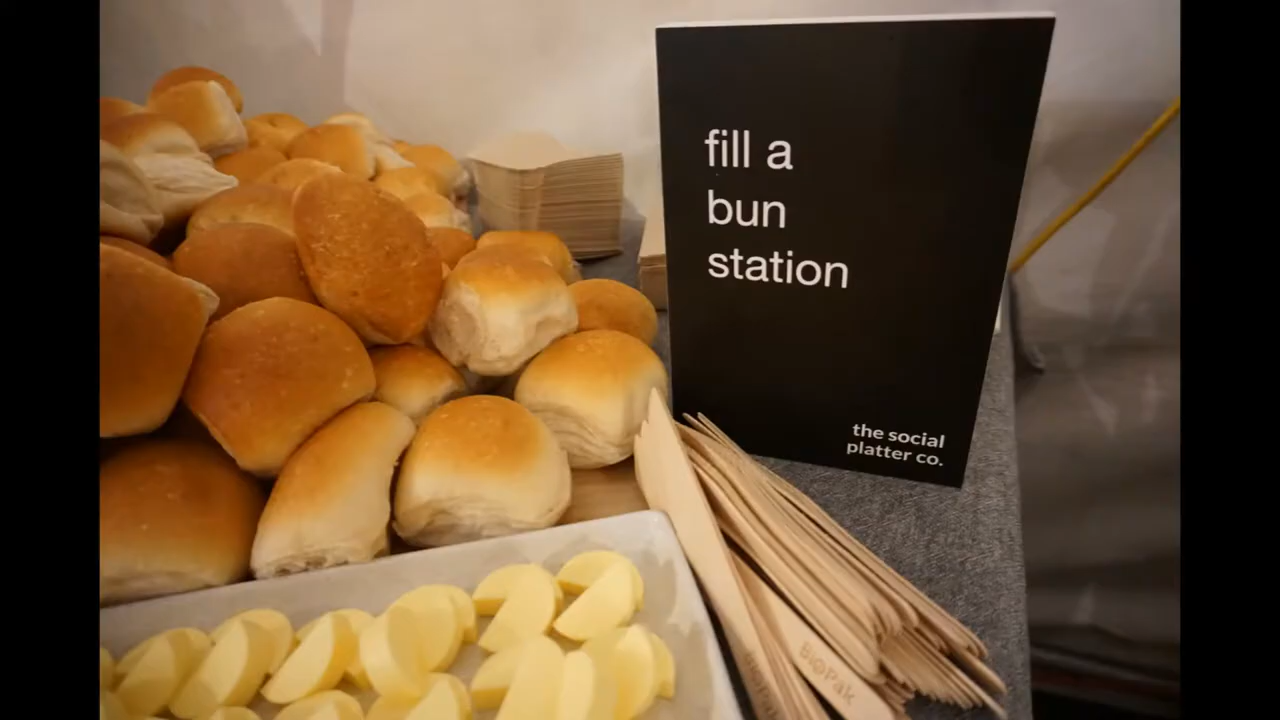 fill a
bun
station
the social
platter co.
BioPak